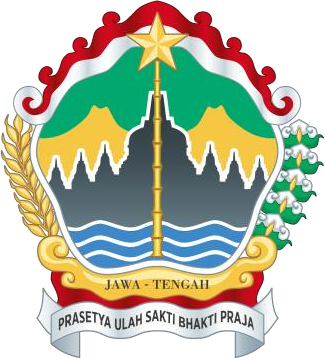 JAWA - TENGAH
PRASETYA ULAH SAKTI BHAKTI PRAJA